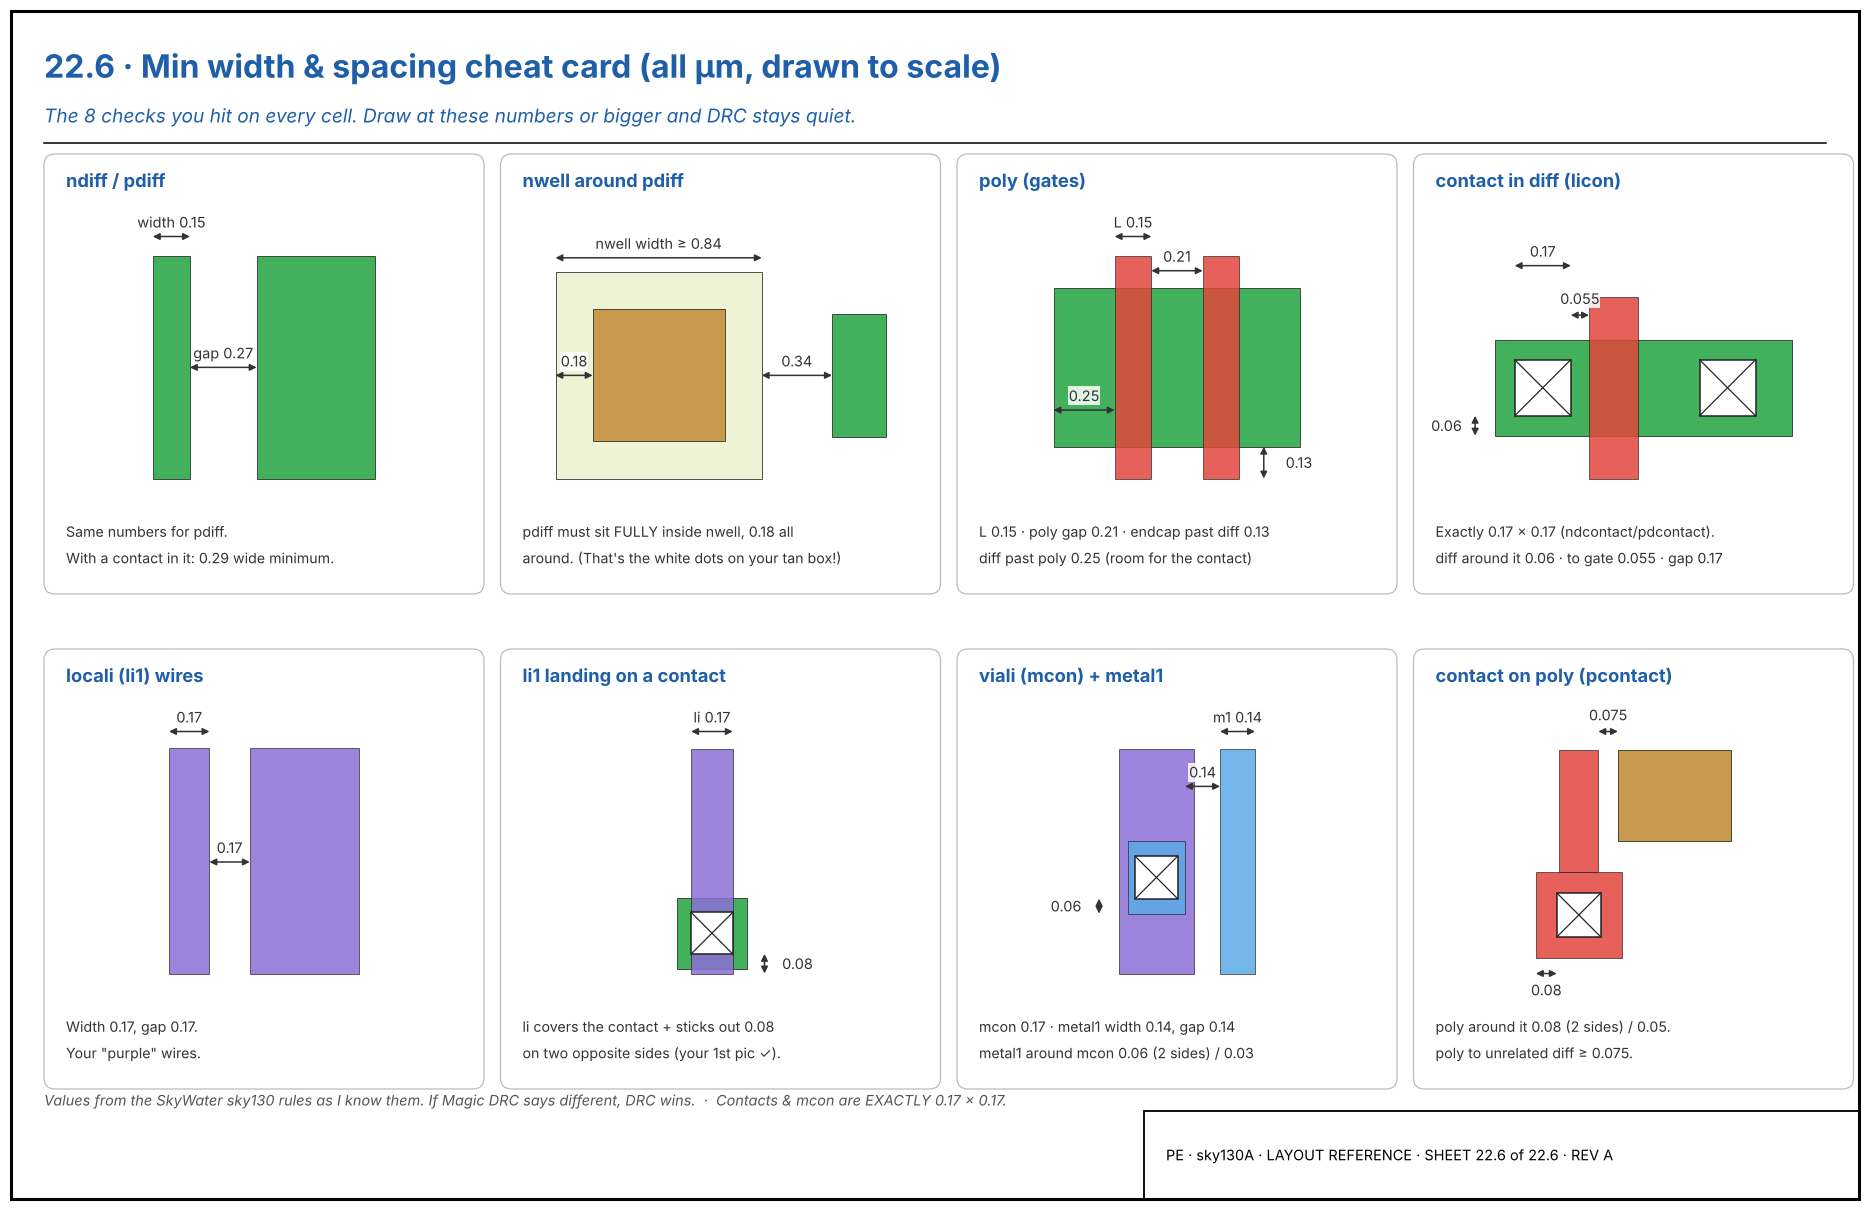 22.6 · Min width & spacing cheat card (all µm, drawn to scale)
The 8 checks you hit on every cell. Draw at these numbers or bigger and DRC stays quiet.
ndiff / pdiff
width 0.15
gap 0.27
Same numbers for pdiff.
With a contact in it: 0.29 wide minimum.
nwell around pdiff
nwell width ≥ 0.84
0.18
0.34
pdiff must sit FULLY inside nwell, 0.18 all
around. (That's the white dots on your tan box!)
poly (gates)
L 0.15
0.21
0.25
0.13
L 0.15 · poly gap 0.21 · endcap past diff 0.13
diff past poly 0.25 (room for the contact)
contact in diff (licon)
0.17
0.055
0.06
Exactly 0.17 × 0.17 (ndcontact/pdcontact).
diff around it 0.06 · to gate 0.055 · gap 0.17
locali (li1) wires
0.17
0.17
Width 0.17, gap 0.17.
Your "purple" wires.
li1 landing on a contact
li 0.17
0.08
li covers the contact + sticks out 0.08
on two opposite sides (your 1st pic ✓).
viali (mcon) + metal1
m1 0.14
0.14
0.06
mcon 0.17 · metal1 width 0.14, gap 0.14
metal1 around mcon 0.06 (2 sides) / 0.03
contact on poly (pcontact)
0.075
0.08
poly around it 0.08 (2 sides) / 0.05.
poly to unrelated diff ≥ 0.075.
Values from the SkyWater sky130 rules as I know them. If Magic DRC says different, DRC wins. · Contacts & mcon are EXACTLY 0.17 × 0.17.
PE · sky130A · LAYOUT REFERENCE · SHEET 22.6 of 22.6 · REV A